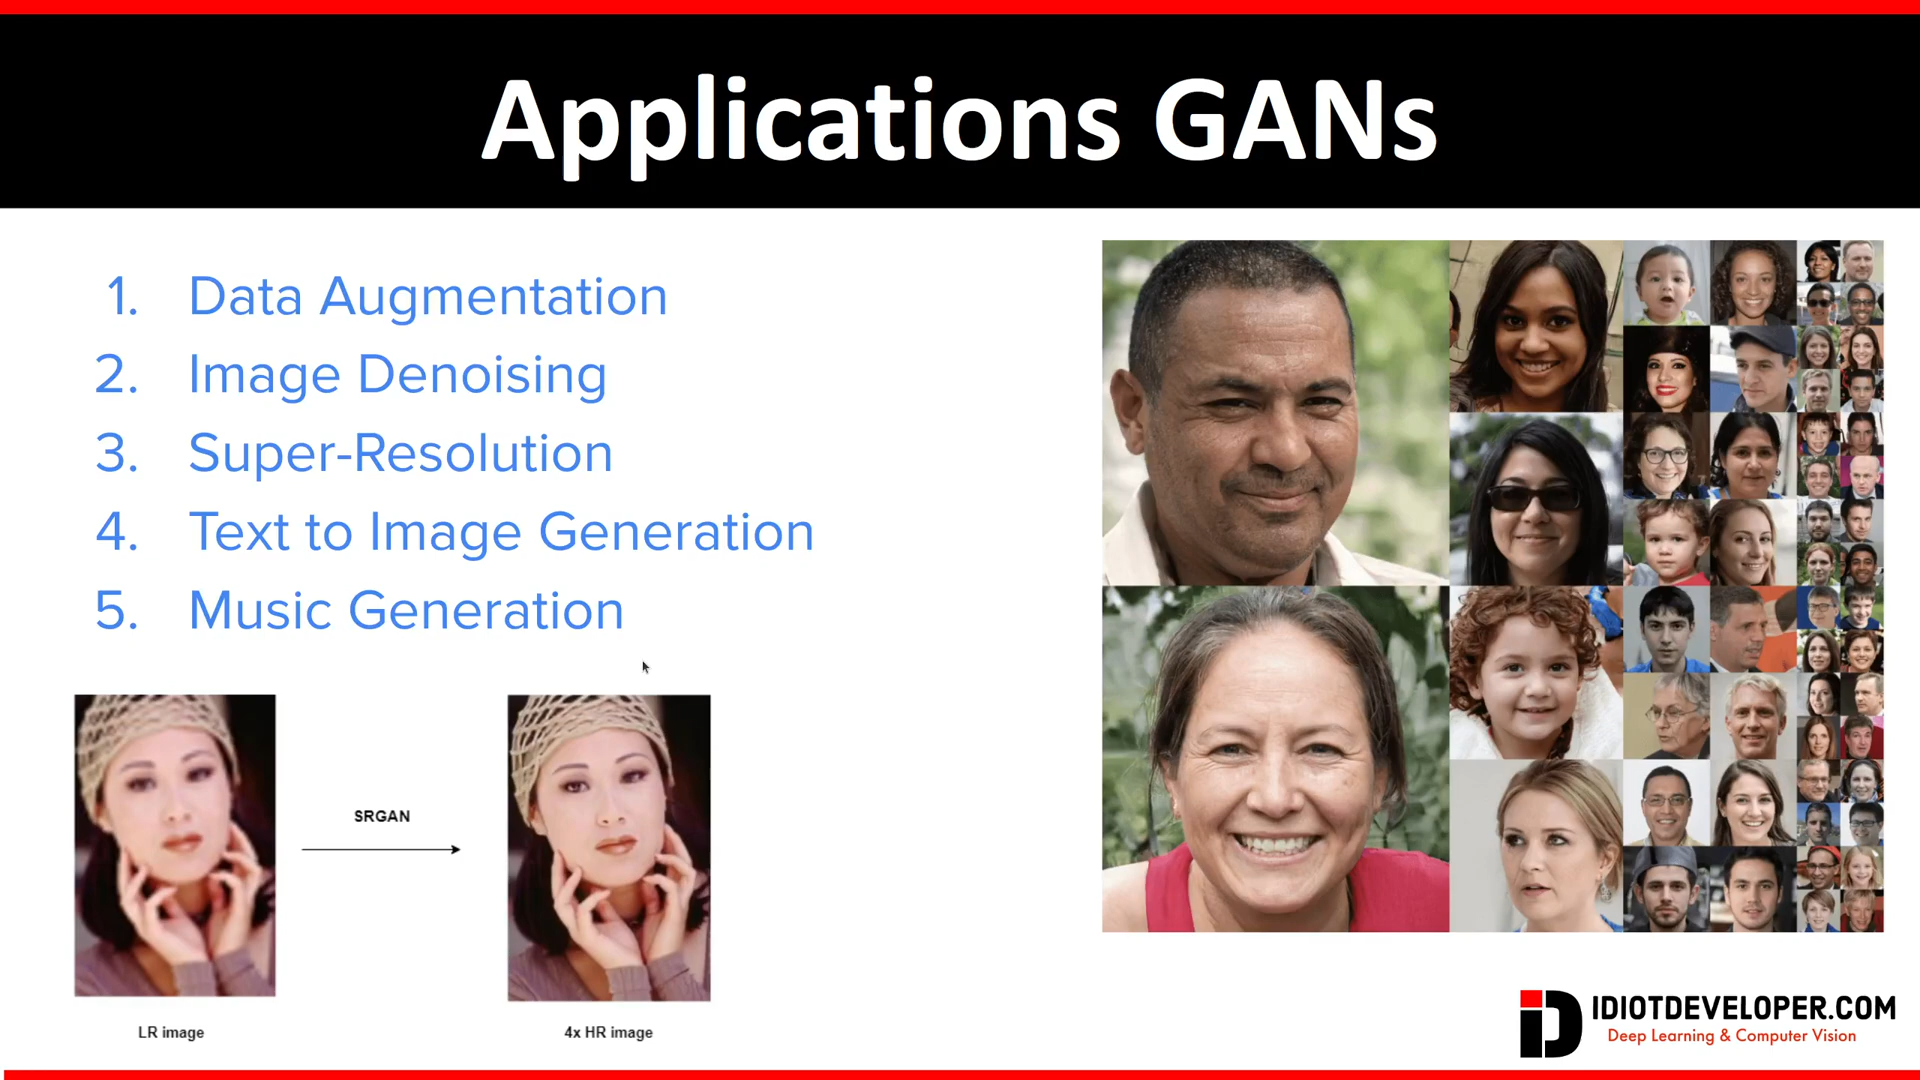 Applications GANs
1. Data Augmentation
2. Image Denoising
3. Super-Resolution
4. Text to Image Generation
5. Music Generation
SRGAN
LR image
4x HR image
iD IDIOTDEVELOPER.COM
Deep Learning & Computer Vision